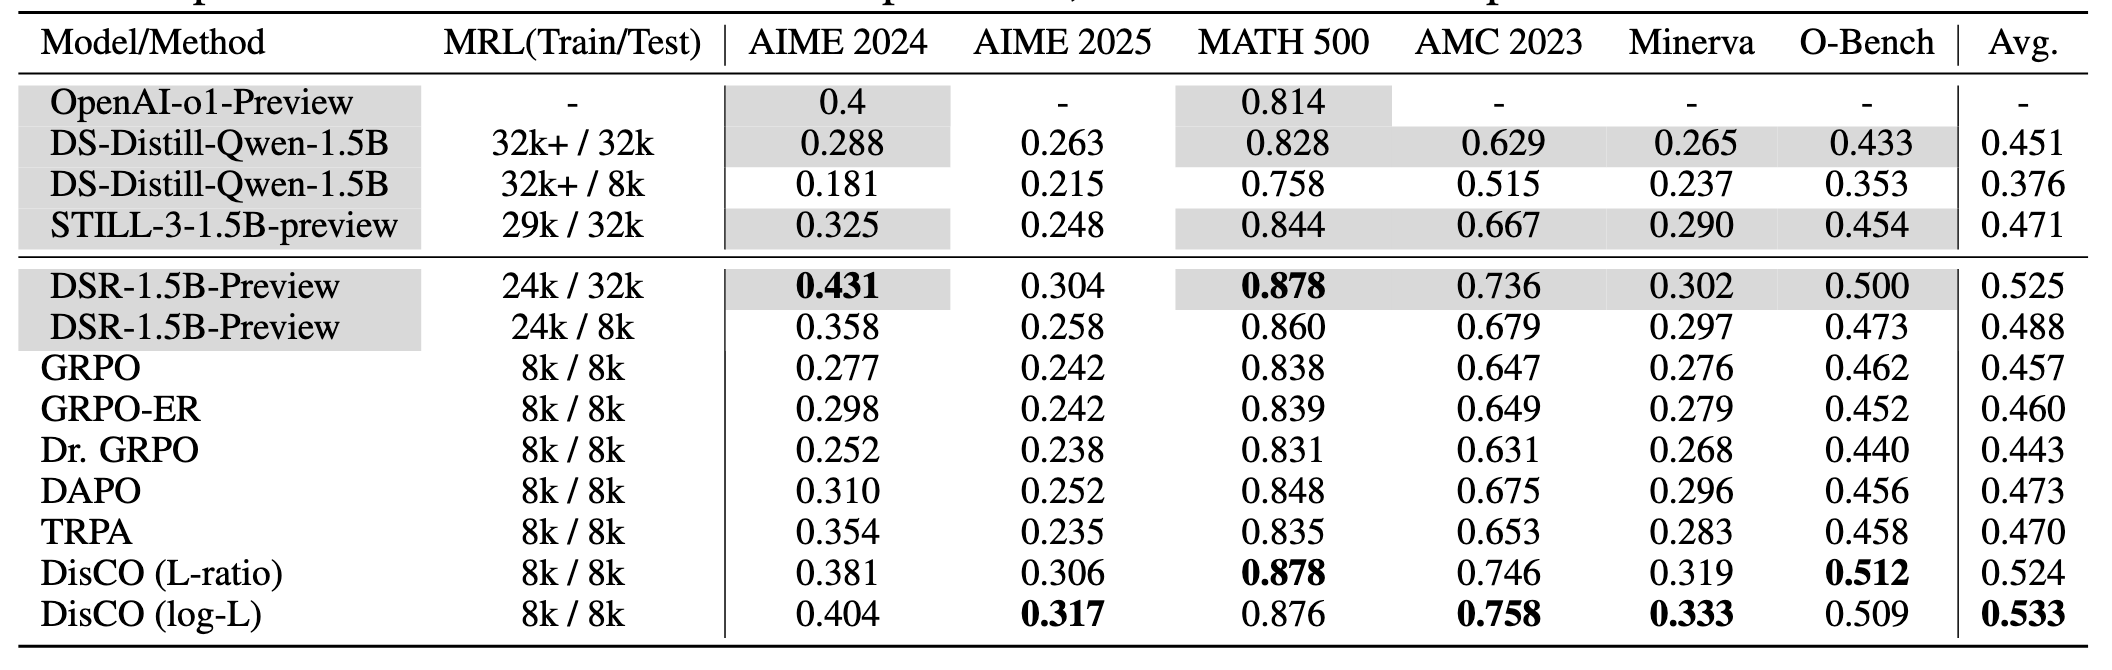 Model/Method MRL(Train/Test) AIME 2024 AIME 2025 MATH 500 AMC 2023 Minerva O-Bench Avg.
OpenAI-o1-Preview - 0.4 - 0.814 - - - -
DS-Distill-Qwen-1.5B 32k+ / 32k 0.288 0.263 0.828 0.629 0.265 0.433 0.451
DS-Distill-Qwen-1.5B 32k+ / 8k 0.181 0.215 0.758 0.515 0.237 0.353 0.376
STILL-3-1.5B-preview 29k / 32k 0.325 0.248 0.844 0.667 0.290 0.454 0.471
DSR-1.5B-Preview 24k / 32k 0.431 0.304 0.878 0.736 0.302 0.500 0.525
DSR-1.5B-Preview 24k / 8k 0.358 0.258 0.860 0.679 0.297 0.473 0.488
GRPO 8k / 8k 0.277 0.242 0.838 0.647 0.276 0.462 0.457
GRPO-ER 8k / 8k 0.298 0.242 0.839 0.649 0.279 0.452 0.460
Dr. GRPO 8k / 8k 0.252 0.238 0.831 0.631 0.268 0.440 0.443
DAPO 8k / 8k 0.310 0.252 0.848 0.675 0.296 0.456 0.473
TRPA 8k / 8k 0.354 0.235 0.835 0.653 0.283 0.458 0.470
DisCO (L-ratio) 8k / 8k 0.381 0.306 0.878 0.746 0.319 0.512 0.524
DisCO (log-L) 8k / 8k 0.404 0.317 0.876 0.758 0.333 0.509 0.533